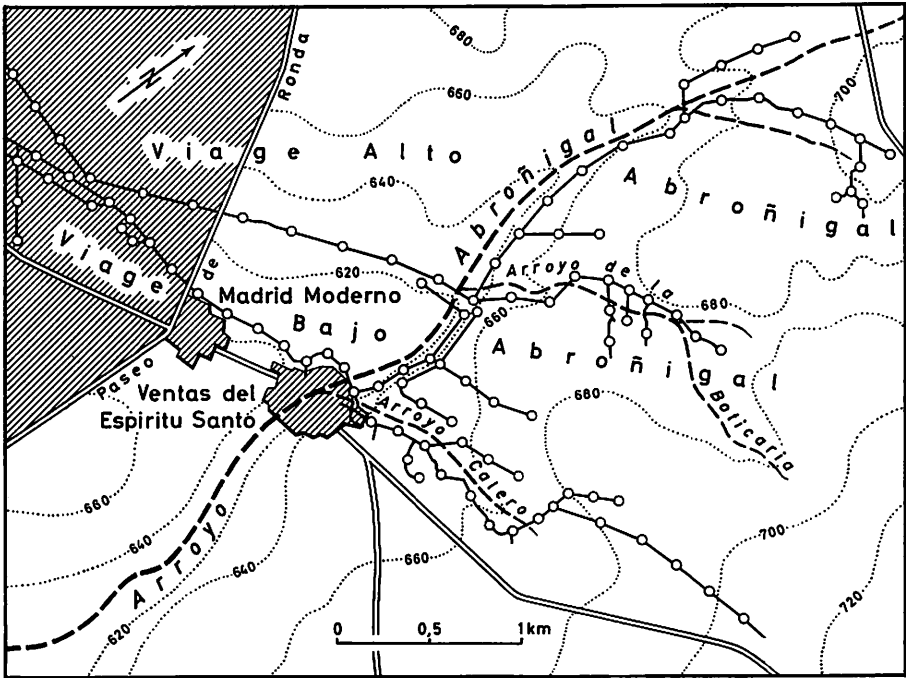 N
Ronda
de
Paseo
Viage Alto
Abroñigal
Viage
Bajo
Abroñigal
Madrid Moderno
Ventas del
Espiritu Santo
Arroyo
Abroñigal
Arroyo de la
Boticaria
Arroyo
Calero
680
660
640
620
660
680
700
680
660
640
640
620
660
700
720
0 0,5 1km